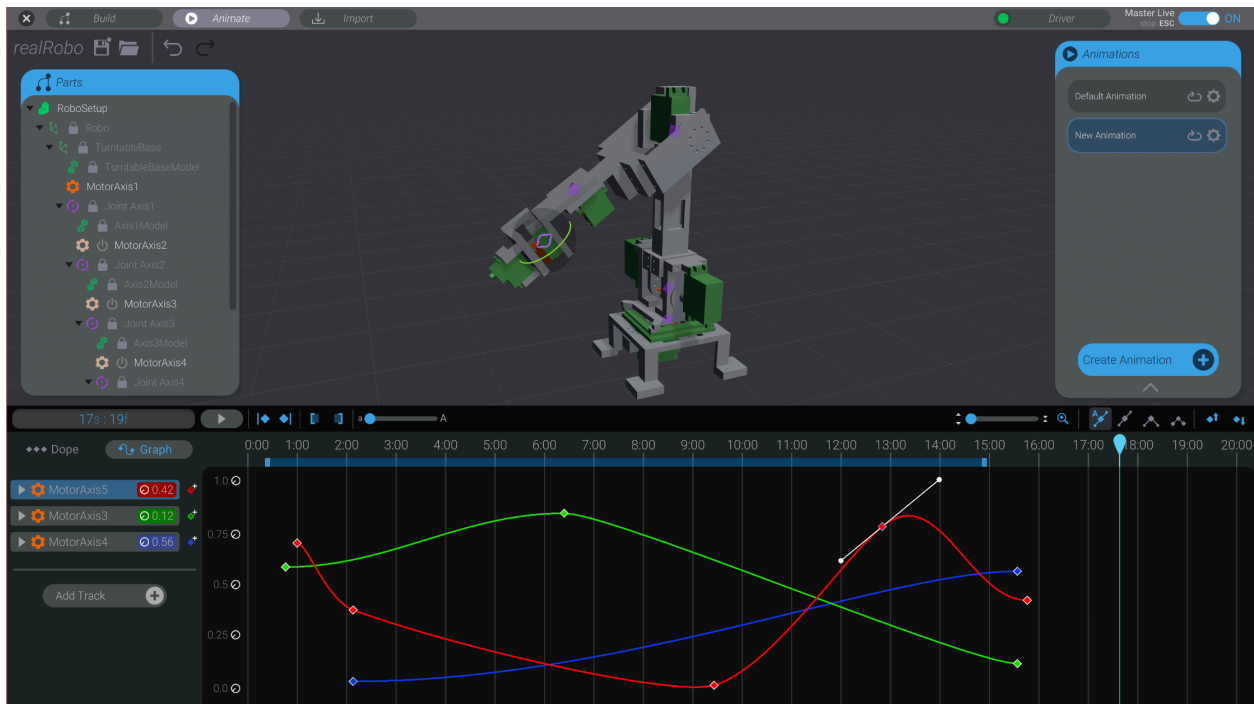 Build
Animate
Import
Driver
Master Live
stop: ESC
ON
realRobo
Parts
RoboSetup
Robo
TurntableBase
TurntableBaseModel
MotorAxis1
Joint Axis1
Axis1Model
MotorAxis2
Joint Axis2
Axis2Model
MotorAxis3
Joint Axis3
Axis3Model
MotorAxis4
Joint Axis4
Animations
Default Animation
New Animation
Create Animation
17s : 19f
a A
A
Dope Graph
0:00 1:00 2:00 3:00 4:00 5:00 6:00 7:00 8:00 9:00 10:00 11:00 12:00 13:00 14:00 15:00 16:00 17:00 18:00 19:00 20:00
MotorAxis5 0.42
MotorAxis3 0.12
MotorAxis4 0.56
Add Track
1.0
0.75
0.5
0.25
0.0